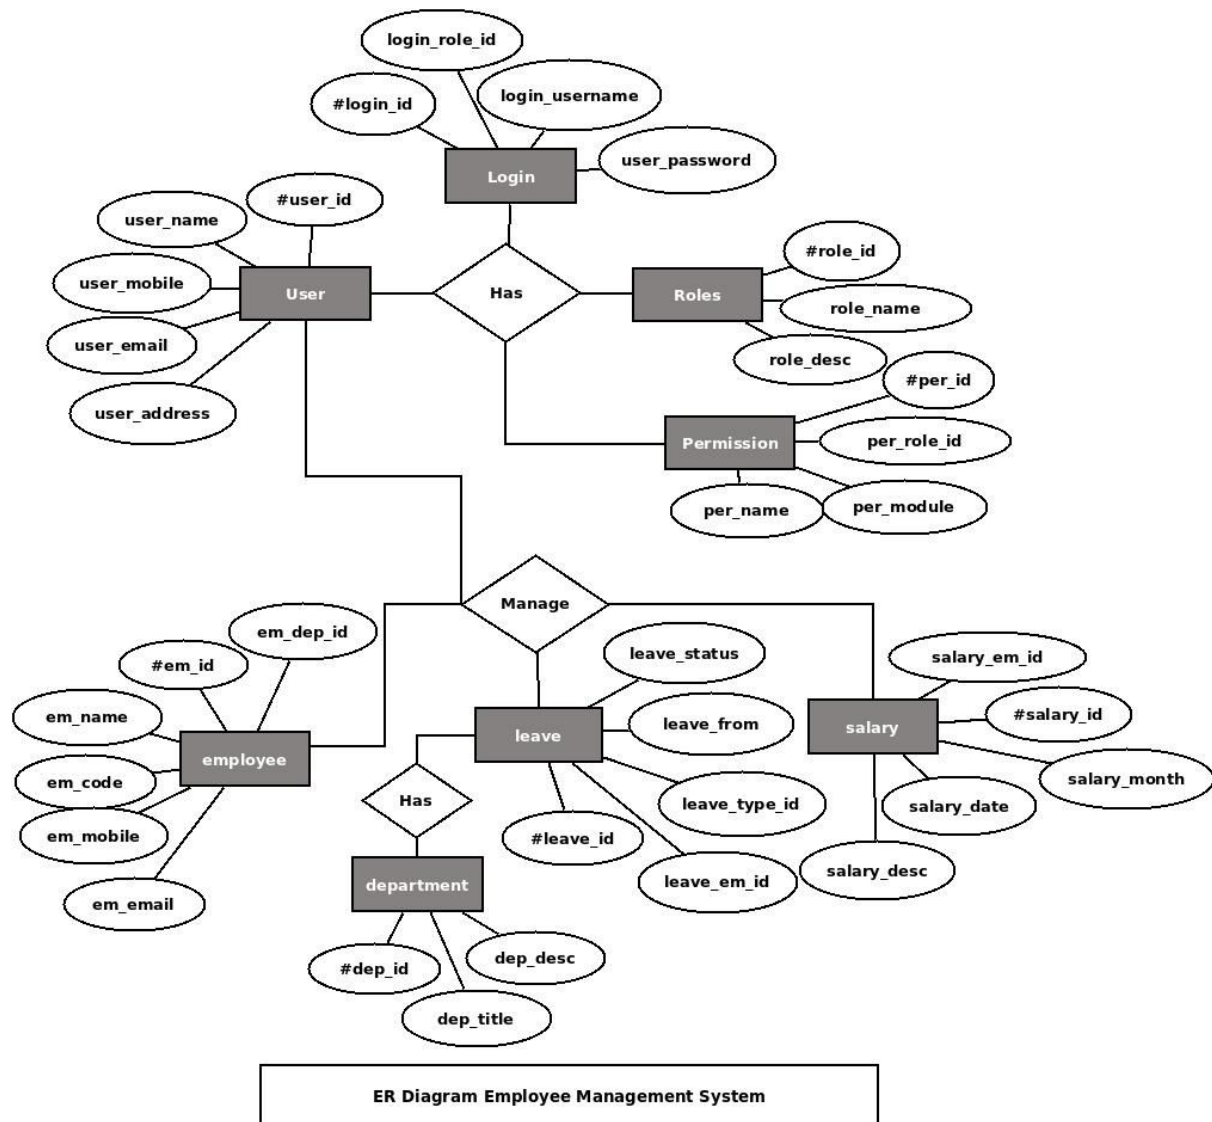 login_role_id
#login_id
login_username
user_password
Login
#user_id
user_name
user_mobile
user_email
user_address
User
Has
Roles
#role_id
role_name
role_desc
#per_id
per_role_id
Permission
per_name
per_module
Manage
em_dep_id
#em_id
em_name
em_code
em_mobile
em_email
employee
leave_status
leave_from
leave
leave_type_id
#leave_id
leave_em_id
salary_em_id
#salary_id
salary
salary_month
salary_date
salary_desc
Has
department
#dep_id
dep_desc
dep_title
ER Diagram Employee Management System